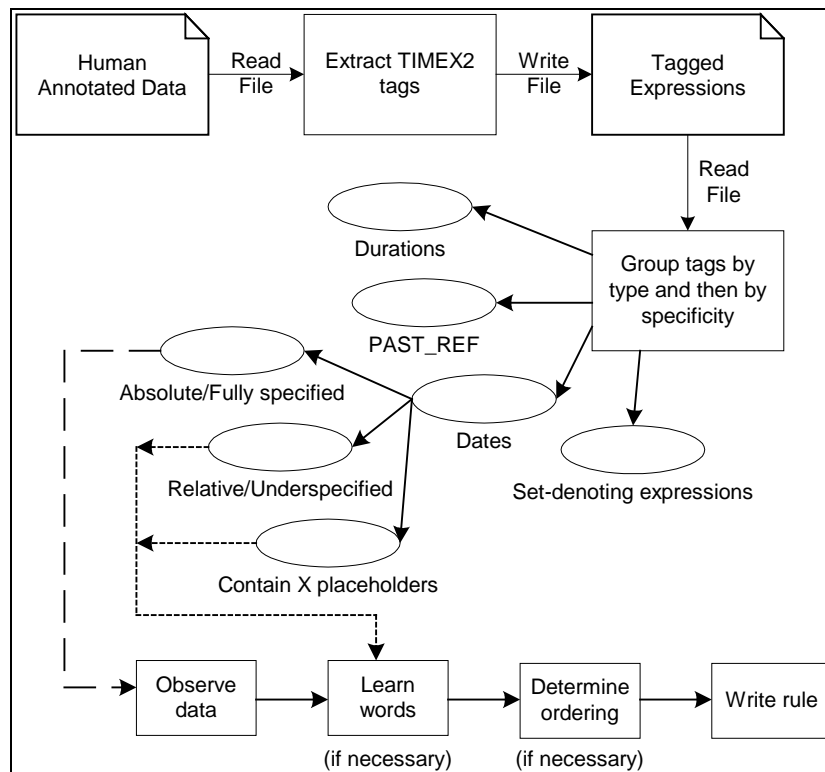 Human
Annotated Data
Read
File
Extract TIMEX2
tags
Write
File
Tagged
Expressions
Read
File
Durations
Group tags by
type and then by
specificity
PAST_REF
Absolute/Fully specified
Dates
Relative/Underspecified
Set-denoting expressions
Contain X placeholders
Observe
data
Learn
words
(if necessary)
Determine
ordering
(if necessary)
Write rule